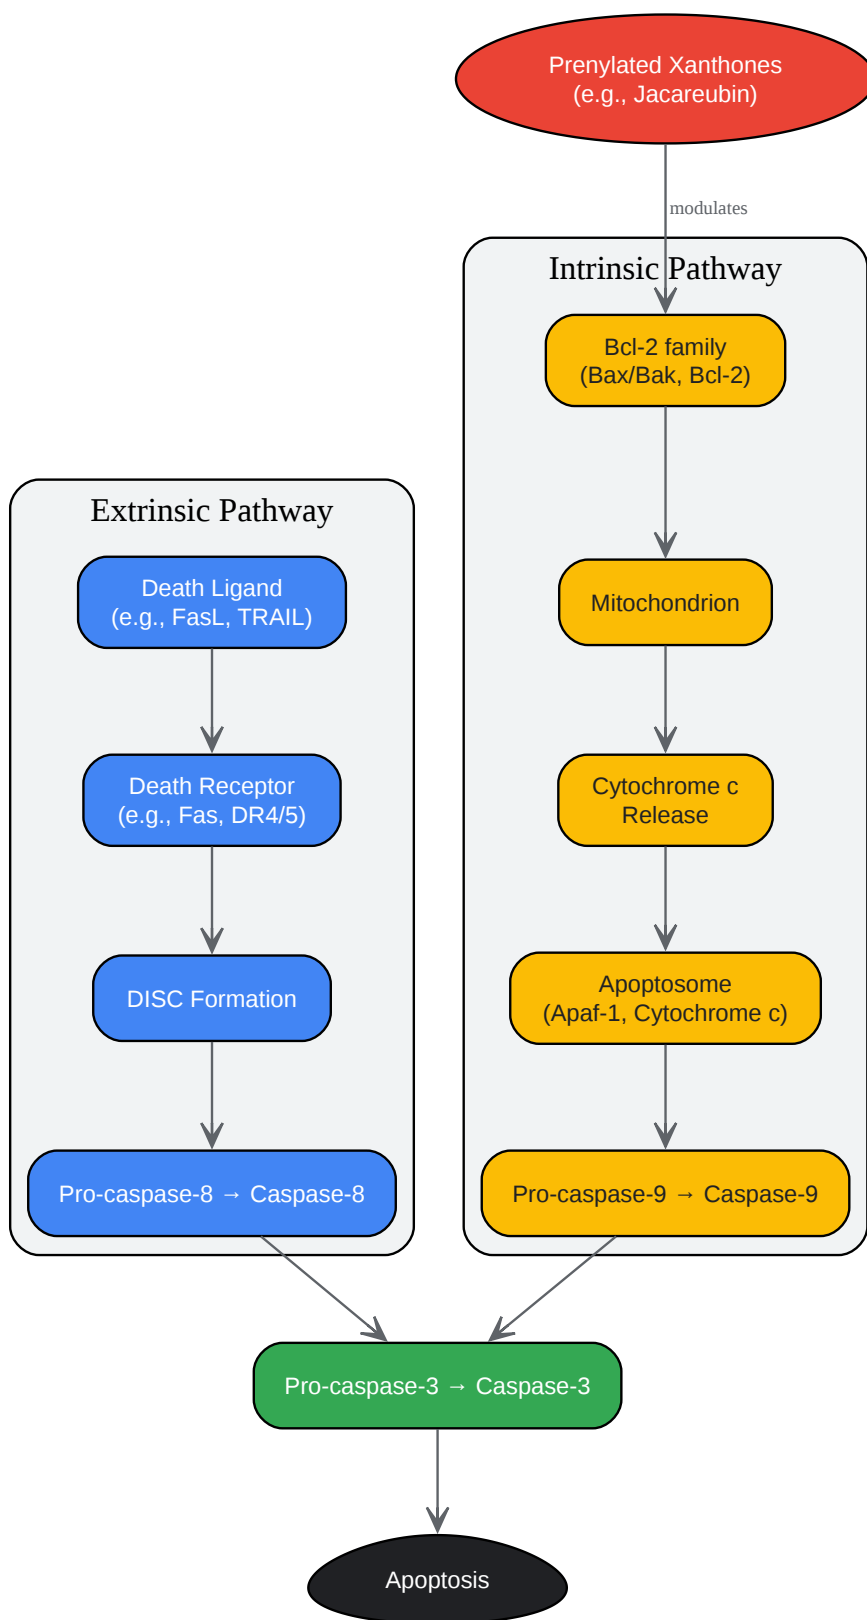 Prenylated Xanthones
(e.g., Jacareubin)
modulates
Intrinsic Pathway
Bcl-2 family
(Bax/Bak, Bcl-2)
Mitochondrion
Cytochrome c
Release
Apoptosome
(Apaf-1, Cytochrome c)
Pro-caspase-9 → Caspase-9
Extrinsic Pathway
Death Ligand
(e.g., FasL, TRAIL)
Death Receptor
(e.g., Fas, DR4/5)
DISC Formation
Pro-caspase-8 → Caspase-8
Pro-caspase-3 → Caspase-3
Apoptosis